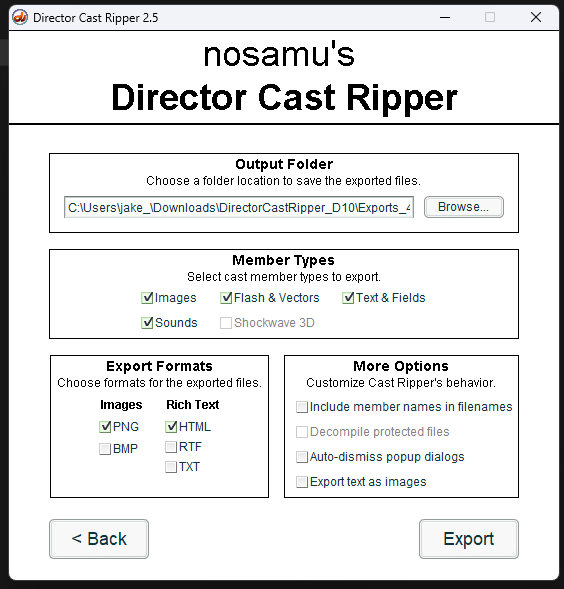 Director Cast Ripper 2.5
nosamu's
Director Cast Ripper
Output Folder
Choose a folder location to save the exported files.
C:\Users\jake_\Downloads\DirectorCastRipper_D10\Exports_4
Browse...
Member Types
Select cast member types to export.
Images Flash & Vectors Text & Fields
Sounds Shockwave 3D
Export Formats
Choose formats for the exported files.
Images Rich Text
PNG HTML
BMP RTF
TXT
More Options
Customize Cast Ripper's behavior.
Include member names in filenames
Decompile protected files
Auto-dismiss popup dialogs
Export text as images
< Back Export